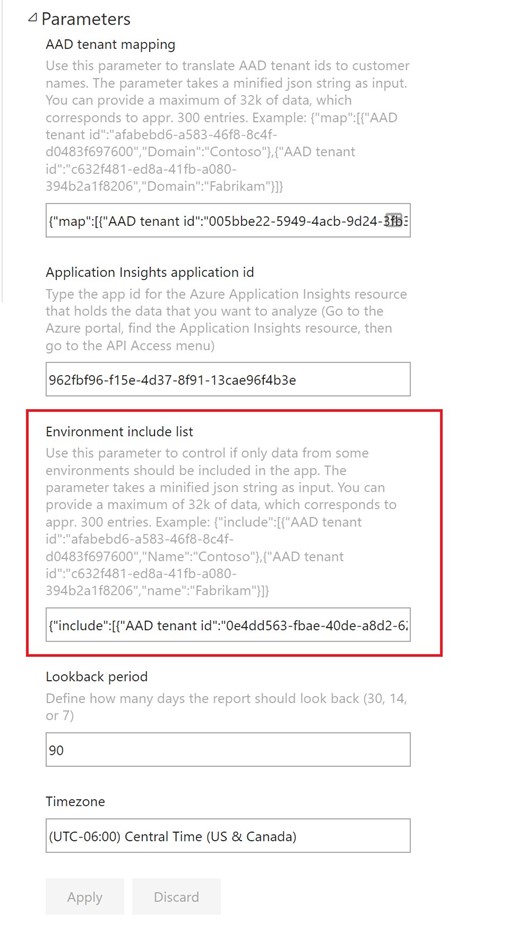 Parameters
AAD tenant mapping
Use this parameter to translate AAD tenant ids to customer
names. The parameter takes a minified json string as input.
You can provide a maximum of 32k of data, which
corresponds to appr. 300 entries. Example: {"map":[{"AAD
tenant id":"afabebd6-a583-46f8-8c4f-
d0483f697600","Domain":"Contoso"},{"AAD tenant
id":"c632f481-ed8a-41fb-a080-
394b2a1f8206","Domain":"Fabrikam"}]}
{"map":[{"AAD tenant id":"005bbe22-5949-4acb-9d24-3fb
Application Insights application id
Type the app id for the Azure Application Insights resource
that holds the data that you want to analyze (Go to the
Azure portal, find the Application Insights resource, then
go to the API Access menu)
962fbf96-f15e-4d37-8f91-13cae96f4b3e
Environment include list
Use this parameter to control if only data from some
environments should be included in the app. The
parameter takes a minified json string as input. You can
provide a maximum of 32k of data, which corresponds to
appr. 300 entries. Example: {"include":[{"AAD tenant
id":"afabebd6-a583-46f8-8c4f-
d0483f697600","Name":"Contoso"},{"AAD tenant
id":"c632f481-ed8a-41fb-a080-
394b2a1f8206","name":"Fabrikam"}]}
{"include":[{"AAD tenant id":"0e4dd563-fbae-40de-a8d2-6
Lookback period
Define how many days the report should look back (30, 14,
or 7)
90
Timezone
(UTC-06:00) Central Time (US & Canada)
Apply Discard